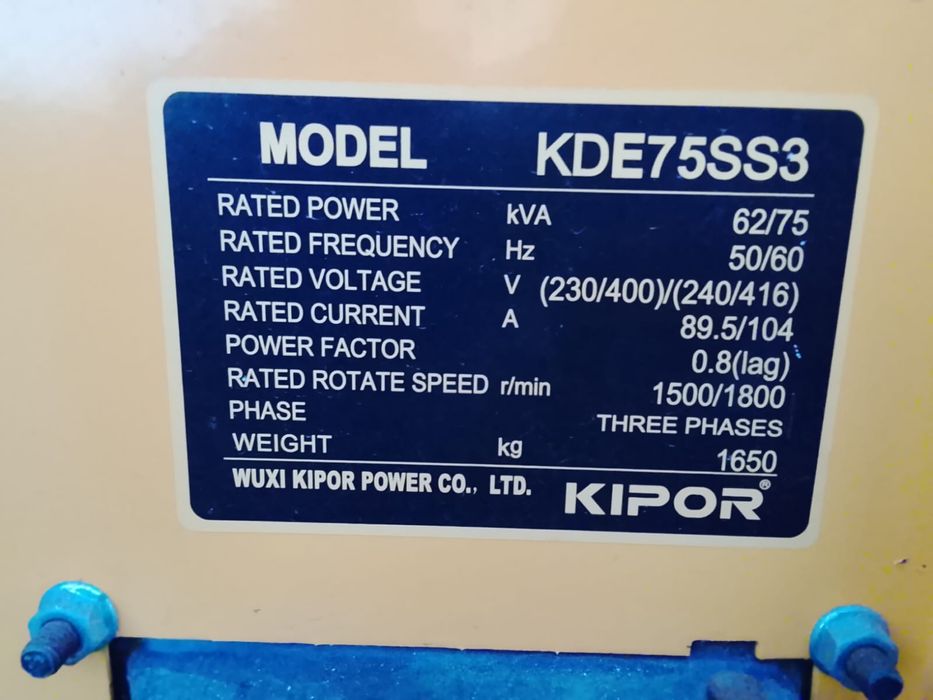 MODEL KDE75SS3
RATED POWER kVA 62/75
RATED FREQUENCY Hz 50/60
RATED VOLTAGE V (230/400)/(240/416)
RATED CURRENT A 89.5/104
POWER FACTOR 0.8(lag)
RATED ROTATE SPEED r/min 1500/1800
PHASE THREE PHASES
WEIGHT kg 1650
WUXI KIPOR POWER CO., LTD. KIPOR®